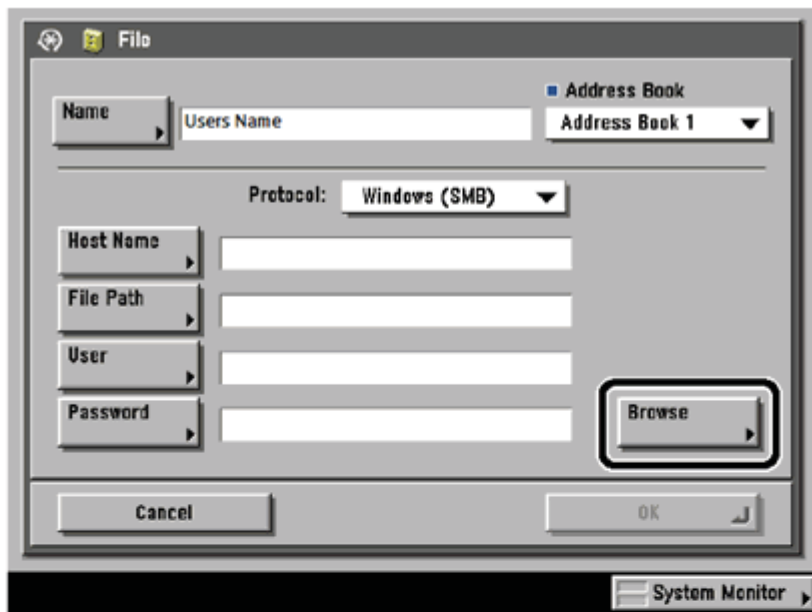 File
Address Book
Name
Users Name
Address Book 1
Protocol:
Windows (SMB)
Host Name
File Path
User
Password
Browse
Cancel
OK
System Monitor